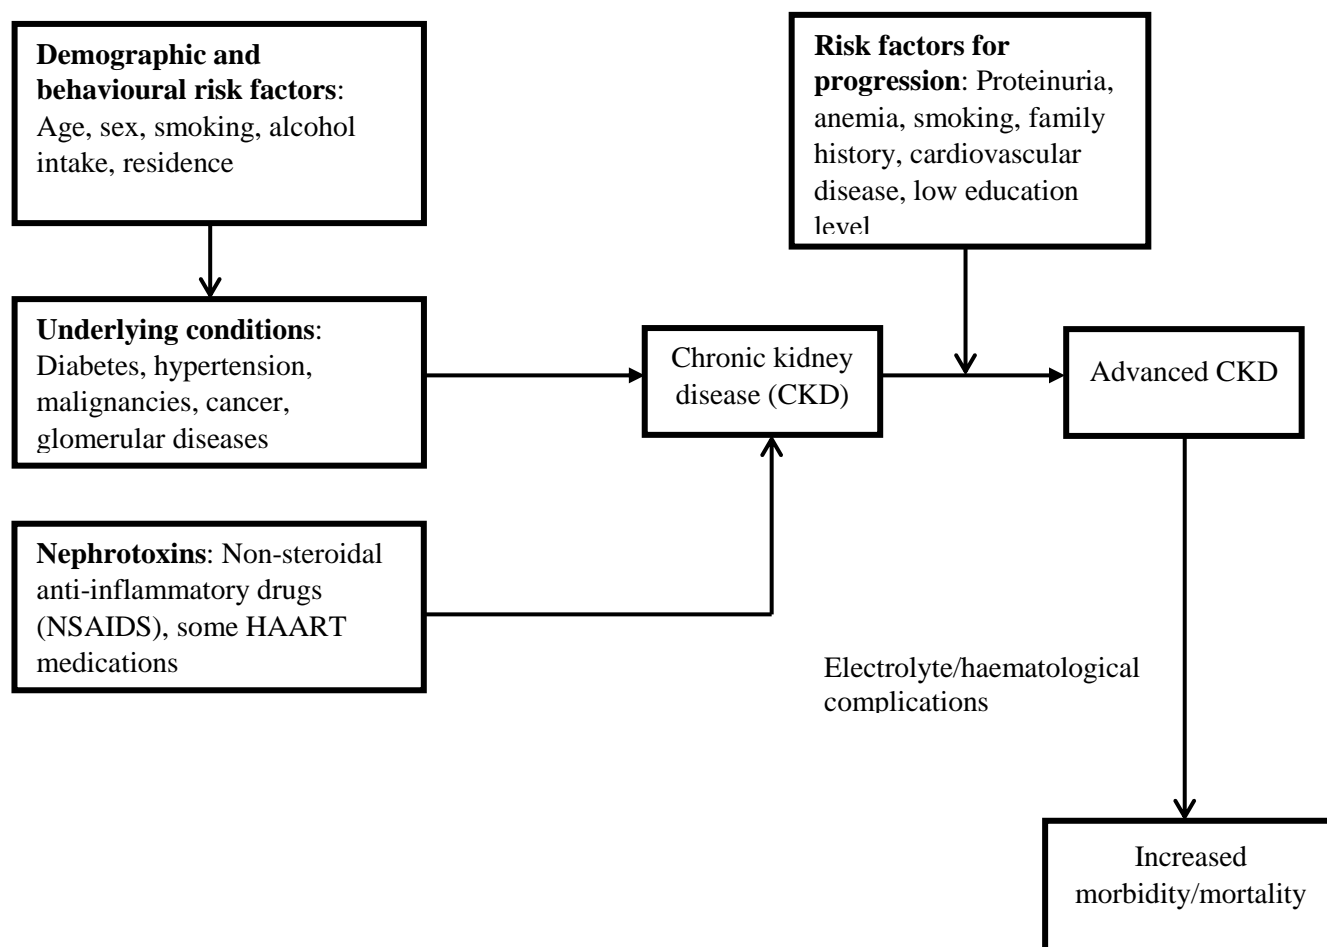 Demographic and
behavioural risk factors:
Age, sex, smoking, alcohol
intake, residence
Risk factors for
progression: Proteinuria,
anemia, smoking, family
history, cardiovascular
disease, low education
level
Underlying conditions:
Diabetes, hypertension,
malignancies, cancer,
glomerular diseases
Chronic kidney
disease (CKD)
Advanced CKD
Nephrotoxins: Non-steroidal
anti-inflammatory drugs
(NSAIDS), some HAART
medications
Electrolyte/haematological
complications
Increased
morbidity/mortality